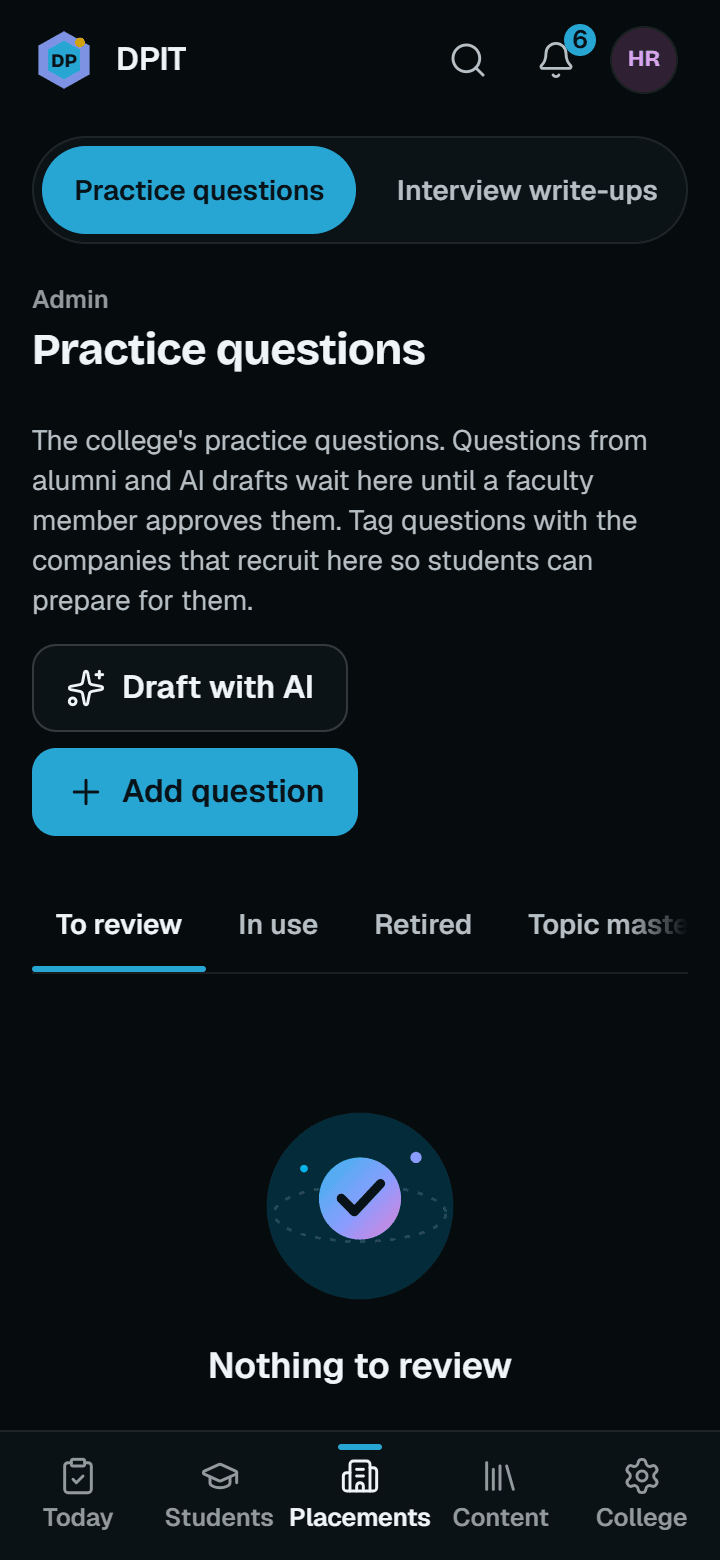 DP
DPIT
6
HR
Practice questions
Interview write-ups
Admin
Practice questions
The college's practice questions. Questions from
alumni and AI drafts wait here until a faculty
member approves them. Tag questions with the
companies that recruit here so students can
prepare for them.
Draft with AI
Add question
To review
In use
Retired
Topic maste
Nothing to review
Today
Students
Placements
Content
College